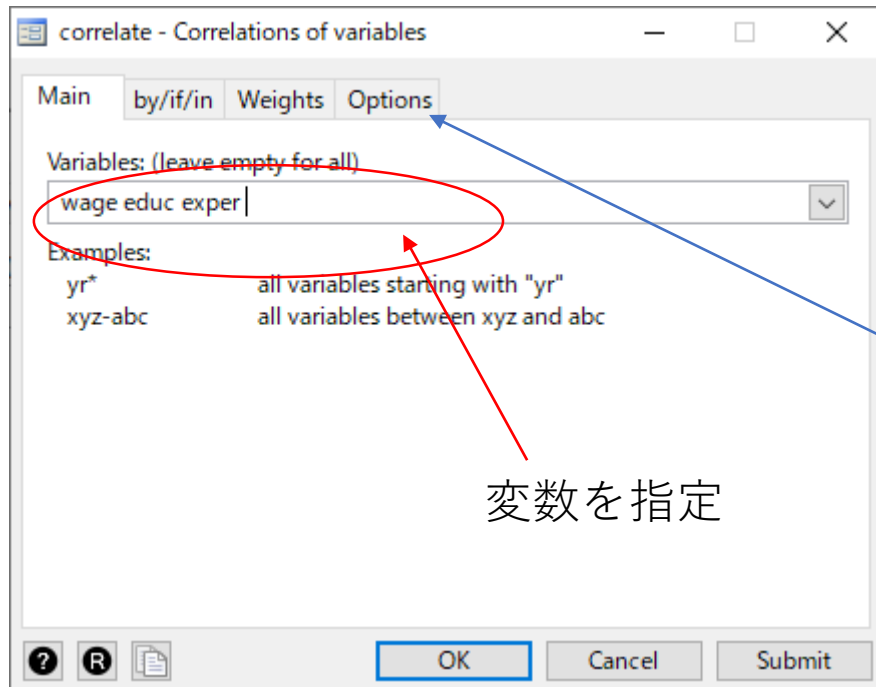 correlate - Correlations of variables
Main by/if/in Weights Options
Variables: (leave empty for all)
wage educ exper
Examples:
yr* all variables starting with "yr"
xyz-abc all variables between xyz and abc
変数を指定
? R OK Cancel Submit